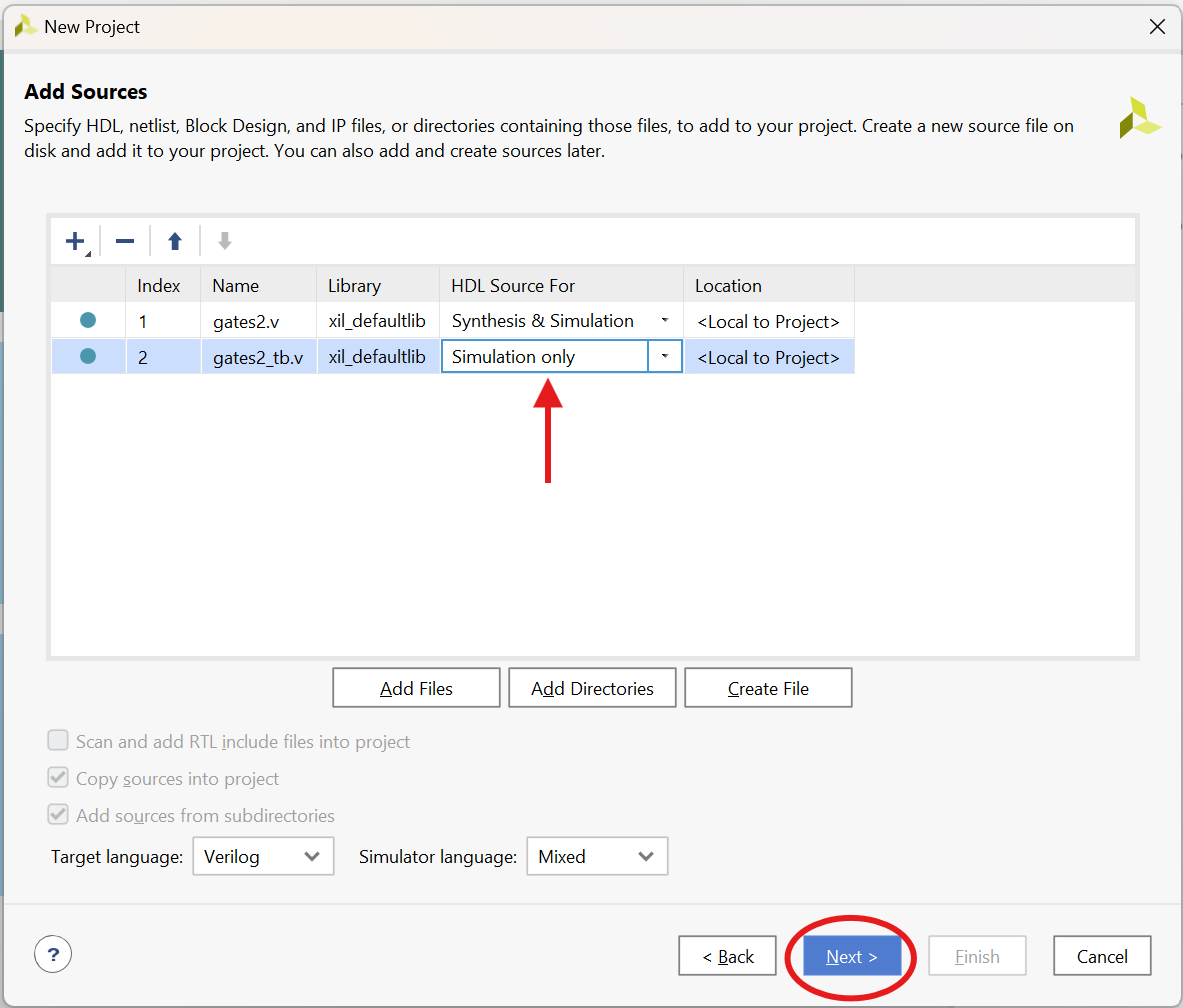 New Project
Add Sources
Specify HDL, netlist, Block Design, and IP files, or directories containing those files, to add to your project. Create a new source file on
disk and add it to your project. You can also add and create sources later.
Index Name Library HDL Source For Location
1 gates2.v xil_defaultlib Synthesis & Simulation <Local to Project>
2 gates2_tb.v xil_defaultlib Simulation only <Local to Project>
Add Files Add Directories Create File
Scan and add RTL include files into project
Copy sources into project
Add sources from subdirectories
Target language: Verilog Simulator language: Mixed
? < Back Next > Finish Cancel